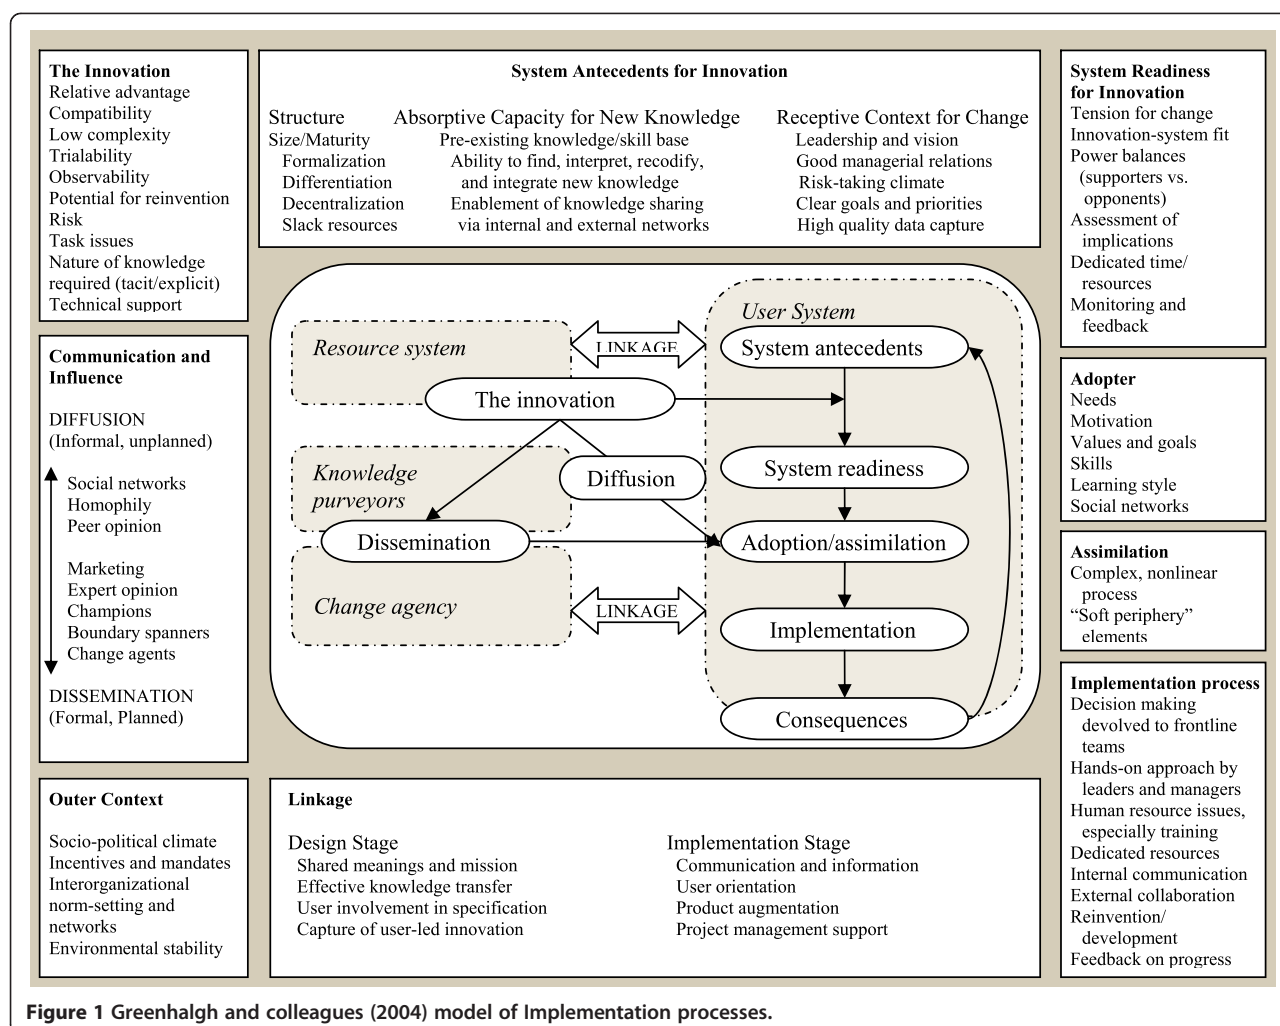 The Innovation
Relative advantage
Compatibility
Low complexity
Trialability
Observability
Potential for reinvention
Risk
Task issues
Nature of knowledge
required (tacit/explicit)
Technical support
System Antecedents for Innovation
Structure
Size/Maturity
Formalization
Differentiation
Decentralization
Slack resources
Absorptive Capacity for New Knowledge
Pre-existing knowledge/skill base
Ability to find, interpret, recodify,
and integrate new knowledge
Enablement of knowledge sharing
via internal and external networks
Receptive Context for Change
Leadership and vision
Good managerial relations
Risk-taking climate
Clear goals and priorities
High quality data capture
System Readiness
for Innovation
Tension for change
Innovation-system fit
Power balances
(supporters vs.
opponents)
Assessment of
implications
Dedicated time/
resources
Monitoring and
feedback
Communication and
Influence
DIFFUSION
(Informal, unplanned)
Social networks
Homophily
Peer opinion
Marketing
Expert opinion
Champions
Boundary spanners
Change agents
DISSEMINATION
(Formal, Planned)
Resource system
LINKAGE
User System
System antecedents
The innovation
Knowledge
purveyors
Diffusion
System readiness
Dissemination
Adoption/assimilation
Change agency
LINKAGE
Implementation
Consequences
Adopter
Needs
Motivation
Values and goals
Skills
Learning style
Social networks
Assimilation
Complex, nonlinear
process
“Soft periphery”
elements
Implementation process
Decision making
devolved to frontline
teams
Hands-on approach by
leaders and managers
Human resource issues,
especially training
Dedicated resources
Internal communication
External collaboration
Reinvention/
development
Feedback on progress
Outer Context
Socio-political climate
Incentives and mandates
Interorganizational
norm-setting and
networks
Environmental stability
Linkage
Design Stage
Shared meanings and mission
Effective knowledge transfer
User involvement in specification
Capture of user-led innovation
Implementation Stage
Communication and information
User orientation
Product augmentation
Project management support
Figure 1 Greenhalgh and colleagues (2004) model of Implementation processes.